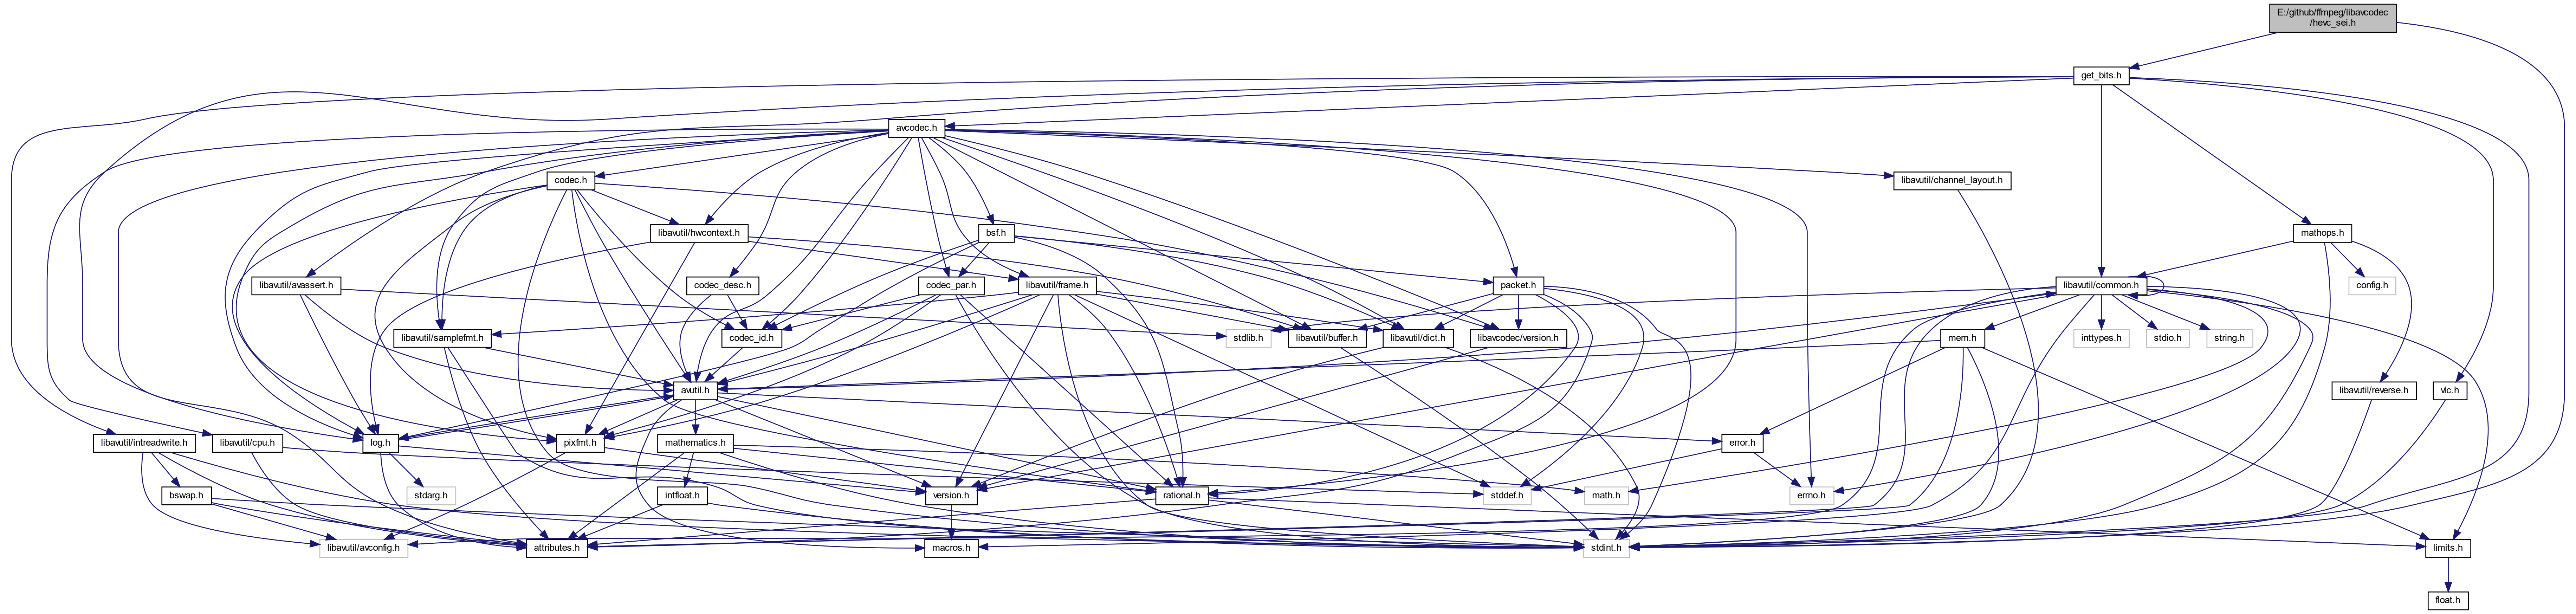 E:/github/ffmpeg/libavcodec
/hevc_sei.h
get_bits.h
avcodec.h
codec.h
libavutil/channel_layout.h
libavutil/hwcontext.h
bsf.h
mathops.h
libavutil/avassert.h
codec_desc.h
codec_par.h
libavutil/frame.h
packet.h
libavutil/common.h
config.h
libavutil/samplefmt.h
codec_id.h
stdlib.h
libavutil/buffer.h
libavutil/dict.h
libavcodec/version.h
mem.h
inttypes.h
stdio.h
string.h
avutil.h
libavutil/reverse.h
vlc.h
libavutil/intreadwrite.h
libavutil/cpu.h
log.h
pixfmt.h
mathematics.h
error.h
bswap.h
stdarg.h
intfloat.h
version.h
rational.h
stddef.h
math.h
errno.h
libavutil/avconfig.h
attributes.h
macros.h
stdint.h
limits.h
float.h